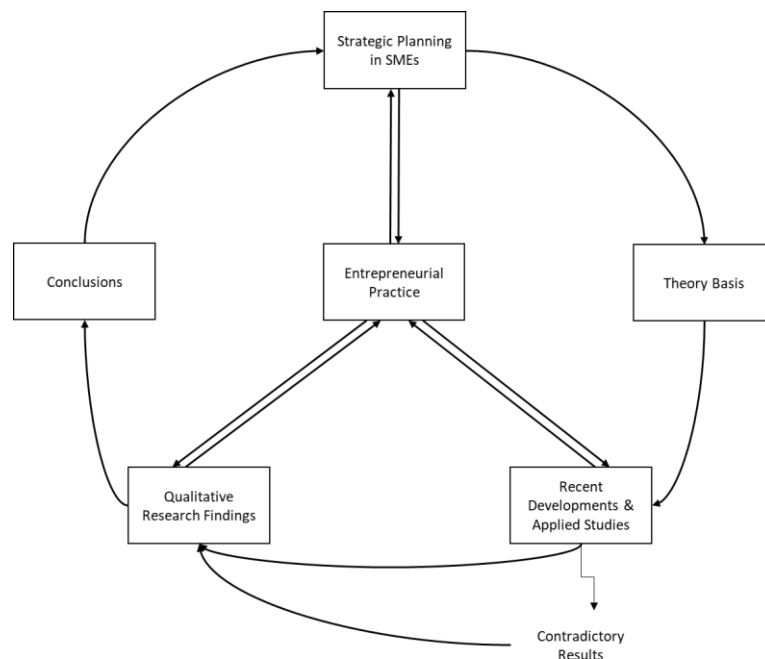 Strategic Planning
in SMEs
Conclusions
Entrepreneurial
Practice
Theory Basis
Qualitative
Research Findings
Recent
Developments &
Applied Studies
Contradictory
Results